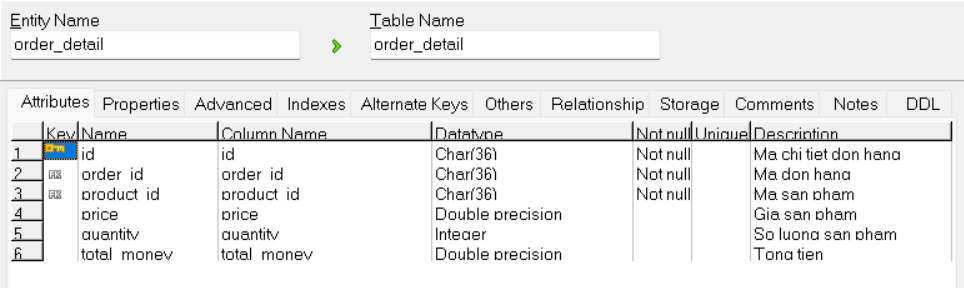 Entity Name Table Name
order_detail order_detail
Attributes Properties Advanced Indexes Alternate Keys Others Relationship Storage Comments Notes DDL
Key Name Column Name Datatype Not null Unique Description
1 id id Char(36) Not null Ma chi tiet don hang
2 FK order_id order_id Char(36) Not null Ma don hang
3 FK product_id product_id Char(36) Not null Ma san pham
4 price price Double precision Gia san pham
5 quantity quantity Integer So luong san pham
6 total_money total_money Double precision Tong tien